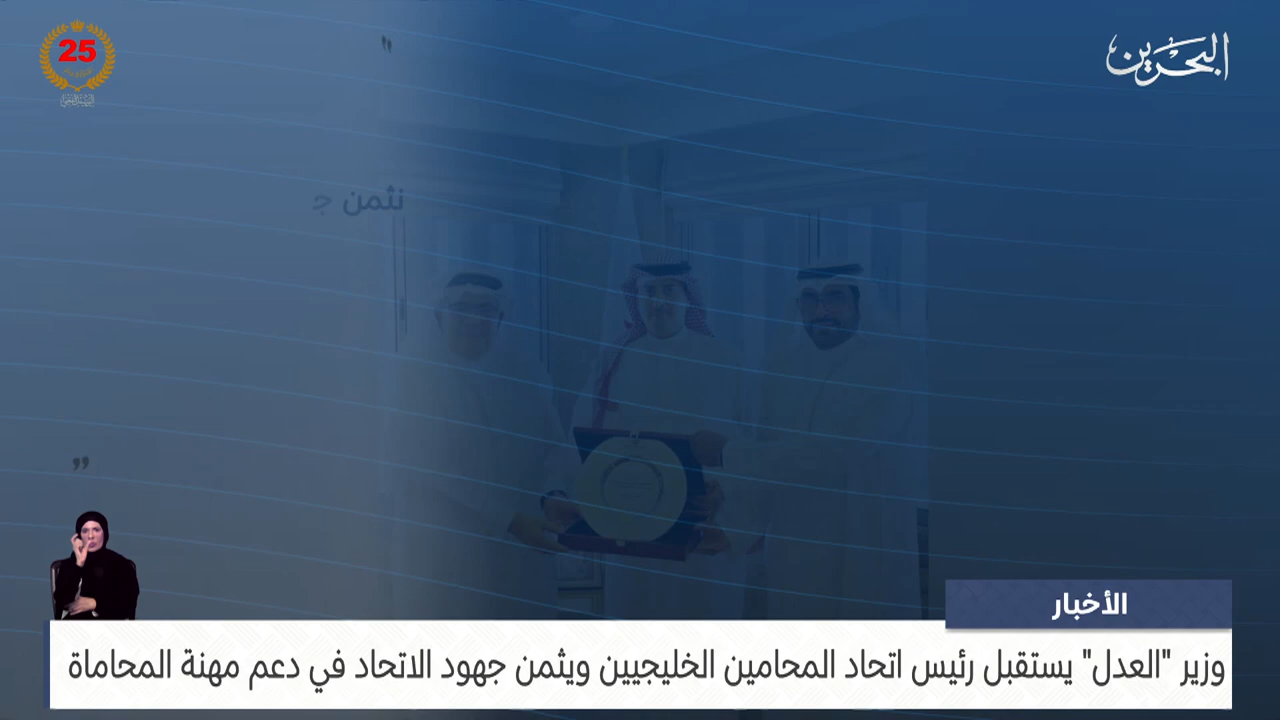 البحرين
25
نثمن ج
الأخبار
وزير "العدل" يستقبل رئيس اتحاد المحامين الخليجيين ويثمن جهود الاتحاد في دعم مهنة المحاماة